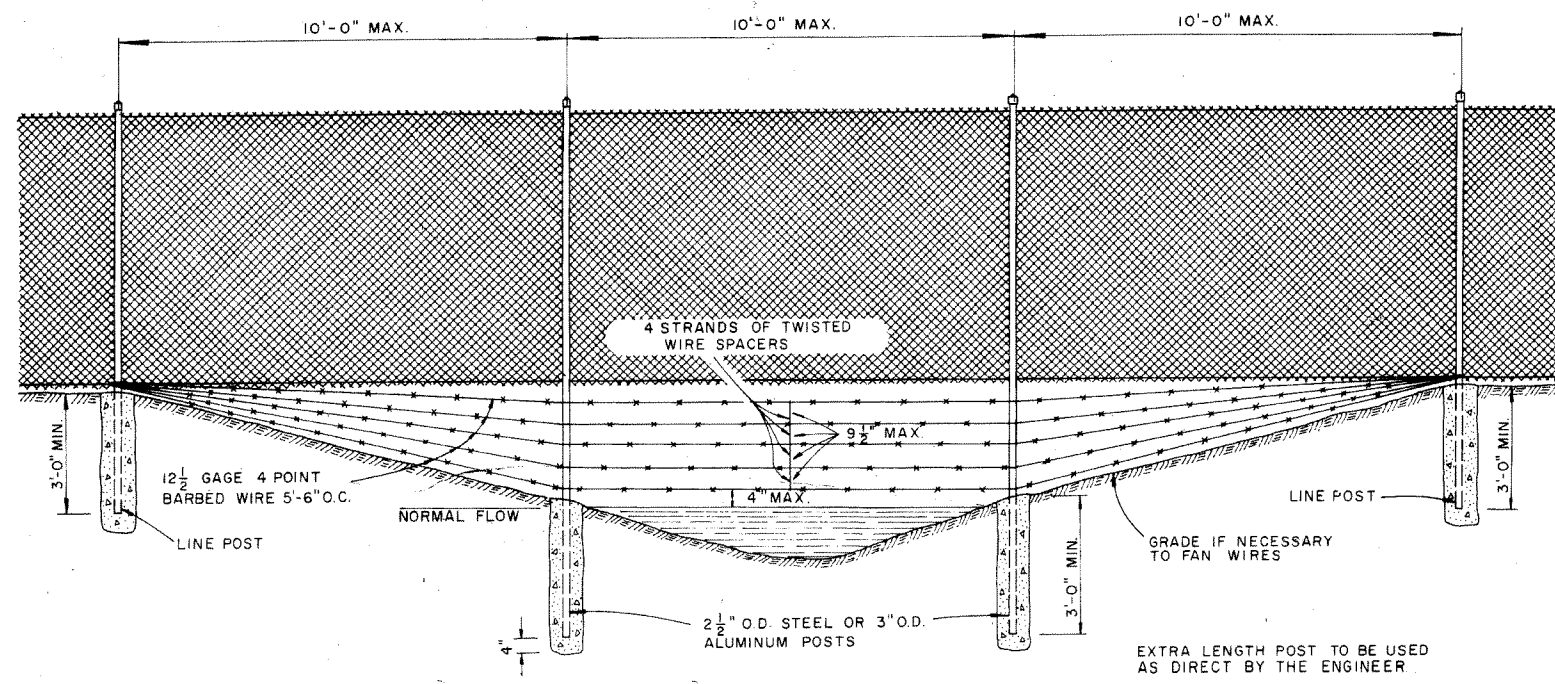 10'-0" MAX.
10'-0" MAX.
10'-0" MAX.
4 STRANDS OF TWISTED
WIRE SPACERS
9 1/2" MAX.
3'-0" MIN.
12 1/2 GAGE 4 POINT
BARBED WIRE 5'-6" O.C.
4" MAX.
NORMAL FLOW
LINE POST
LINE POST
3'-0" MIN.
GRADE IF NECESSARY
TO FAN WIRES
3'-0" MIN.
2 1/2" O.D. STEEL OR 3" O.D.
ALUMINUM POSTS
4"
EXTRA LENGTH POST TO BE USED
AS DIRECT BY THE ENGINEER.